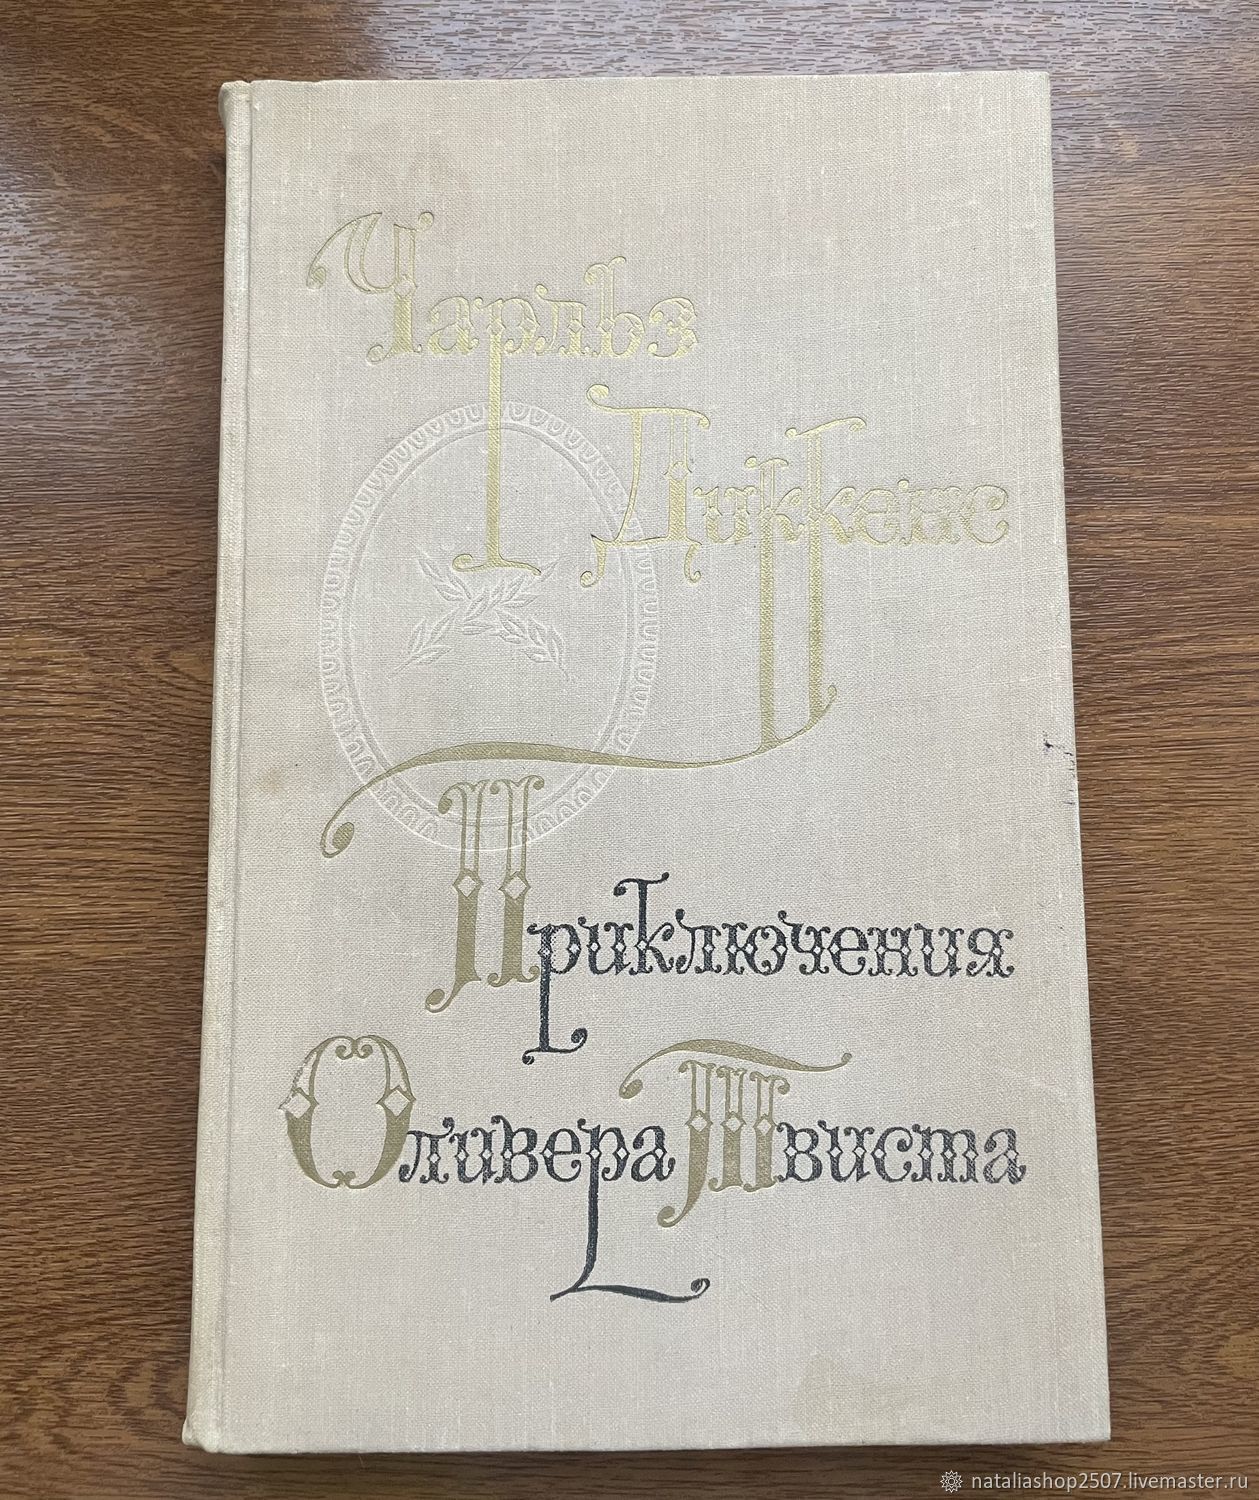 Чарльз
Диккенс
Приключения
Оливера Твиста
nataliashop2507.livemaster.ru